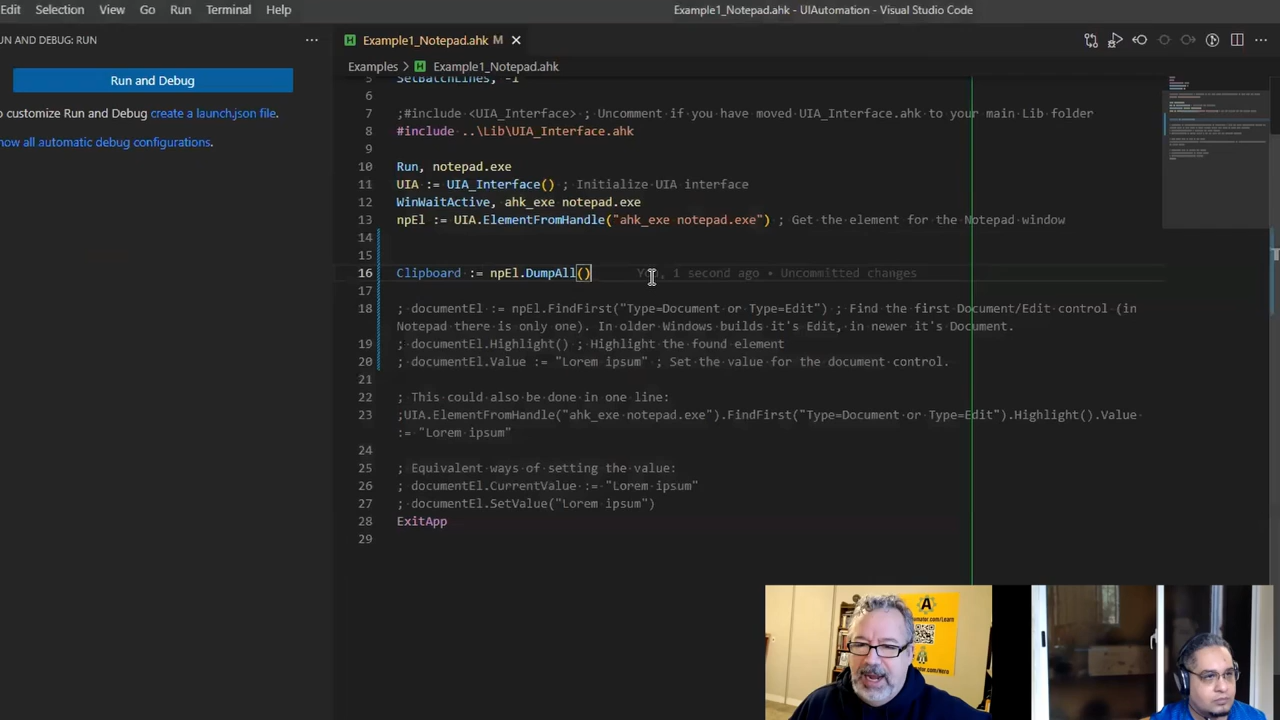 Edit Selection View Go Run Terminal Help Example1_Notepad.ahk - UIAutomation - Visual Studio Code
UN AND DEBUG: RUN
Example1_Notepad.ahk M
Examples > Example1_Notepad.ahk
Run and Debug
o customize Run and Debug create a launch.json file.
how all automatic debug configurations.
5 SetBatchLines, -1
6
7 #include <UIA_Interface> ; Uncomment if you have moved UIA_Interface.ahk to your main Lib folder
8 #include ..\Lib\UIA_Interface.ahk
9
10 Run, notepad.exe
11 UIA := UIA_Interface() ; Initialize UIA interface
12 WinWaitActive, ahk_exe notepad.exe
13 npEl := UIA.ElementFromHandle("ahk_exe notepad.exe") ; Get the element for the Notepad window
14
15
16 Clipboard := npEl.DumpAll() You, 1 second ago • Uncommitted changes
17
18 ; documentEl := npEl.FindFirst("Type=Document or Type=Edit") ; Find the first Document/Edit control (in
Notepad there is only one). In older Windows builds it's Edit, in newer it's Document.
19 ; documentEl.Highlight() ; Highlight the found element
20 ; documentEl.Value := "Lorem ipsum" ; Set the value for the document control.
21
22 ; This could also be done in one line:
23 ;UIA.ElementFromHandle("ahk_exe notepad.exe").FindFirst("Type=Document or Type=Edit").Highlight().Value
:= "Lorem ipsum"
24
25 ; Equivalent ways of setting the value:
26 ; documentEl.CurrentValue := "Lorem ipsum"
27 ; documentEl.SetValue("Lorem ipsum")
28 ExitApp
29